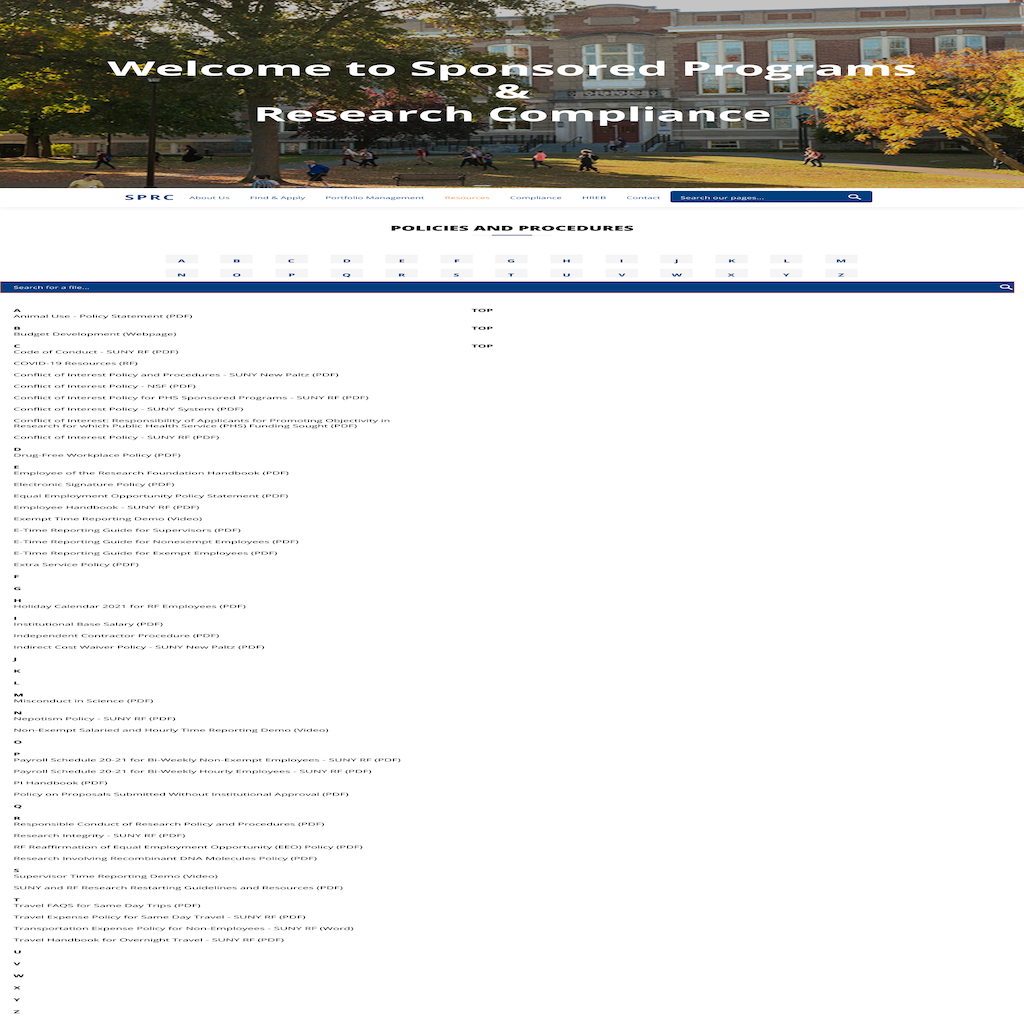 Welcome to Sponsored Programs
&
Research Compliance
SPRC About Us Find & Apply Portfolio Management Resources Compliance HREB Contact Search our pages...
POLICIES AND PROCEDURES
A B C D E F G H I J K L M
N O P Q R S T U V W X Y Z
Search for a file...
A TOP
Animal Use - Policy Statement (PDF)
B TOP
Budget Development (Webpage)
C TOP
Code of Conduct - SUNY RF (PDF)
COVID-19 Resources (RF)
Conflict of Interest Policy and Procedures - SUNY New Paltz (PDF)
Conflict of Interest Policy - NSF (PDF)
Conflict of Interest Policy for PHS Sponsored Programs - SUNY RF (PDF)
Conflict of Interest Policy - SUNY System (PDF)
Conflict of Interest: Responsibility of Applicants for Promoting Objectivity in
Research for which Public Health Service (PHS) Funding Sought (PDF)
Conflict of Interest Policy - SUNY RF (PDF)
D
Drug-Free Workplace Policy (PDF)
E
Employee of the Research Foundation Handbook (PDF)
Electronic Signature Policy (PDF)
Equal Employment Opportunity Policy Statement (PDF)
Employee Handbook - SUNY RF (PDF)
Exempt Time Reporting Demo (Video)
E-Time Reporting Guide for Supervisors (PDF)
E-Time Reporting Guide for Nonexempt Employees (PDF)
E-Time Reporting Guide for Exempt Employees (PDF)
Extra Service Policy (PDF)
F
G
H
Holiday Calendar 2021 for RF Employees (PDF)
I
Institutional Base Salary (PDF)
Independent Contractor Procedure (PDF)
Indirect Cost Waiver Policy - SUNY New Paltz (PDF)
J
K
L
M
Misconduct in Science (PDF)
N
Nepotism Policy - SUNY RF (PDF)
Non-Exempt Salaried and Hourly Time Reporting Demo (Video)
O
P
Payroll Schedule 20-21 for Bi-Weekly Non-Exempt Employees - SUNY RF (PDF)
Payroll Schedule 20-21 for Bi-Weekly Hourly Employees - SUNY RF (PDF)
PI Handbook (PDF)
Policy on Proposals Submitted Without Institutional Approval (PDF)
Q
R
Responsible Conduct of Research Policy and Procedures (PDF)
Research Integrity - SUNY RF (PDF)
RF Reaffirmation of Equal Employment Opportunity (EEO) Policy (PDF)
Research Involving Recombinant DNA Molecules Policy (PDF)
S
Supervisor Time Reporting Demo (Video)
SUNY and RF Research Restarting Guidelines and Resources (PDF)
T
Travel FAQS for Same Day Trips (PDF)
Travel Expense Policy for Same Day Travel - SUNY RF (PDF)
Transportation Expense Policy for Non-Employees - SUNY RF (Word)
Travel Handbook for Overnight Travel - SUNY RF (PDF)
U
V
W
X
Y
Z